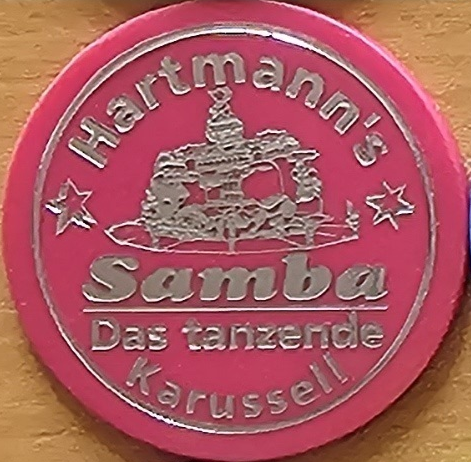 Hartmann's
Samba
Das tanzende
Karussell